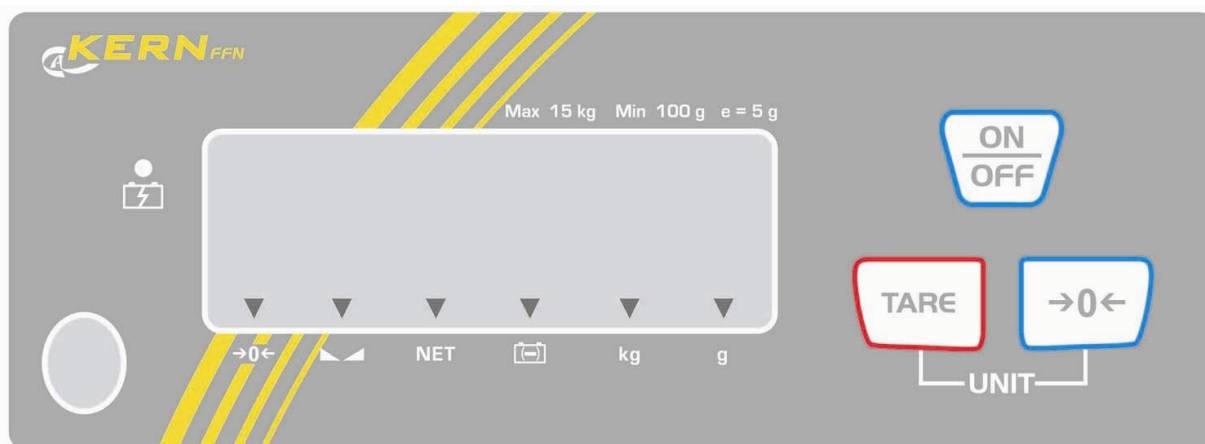 KERN FFN
Max 15 kg Min 100 g e = 5 g
ON
OFF
TARE
→0←
→0← NET kg g
UNIT